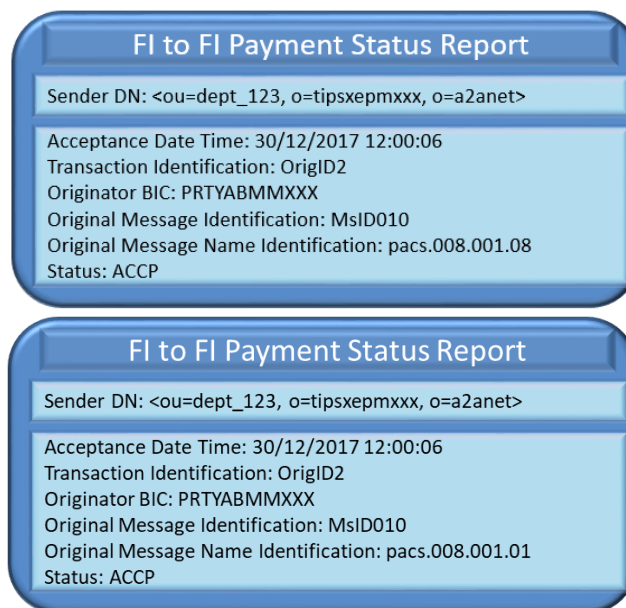 FI to FI Payment Status Report
Sender DN: <ou=dept_123, o=tipsxepmxxx, o=a2anet>
Acceptance Date Time: 30/12/2017 12:00:06
Transaction Identification: OrigID2
Originator BIC: PRTYABMMXXX
Original Message Identification: MsID010
Original Message Name Identification: pacs.008.001.08
Status: ACCP
FI to FI Payment Status Report
Sender DN: <ou=dept_123, o=tipsxepmxxx, o=a2anet>
Acceptance Date Time: 30/12/2017 12:00:06
Transaction Identification: OrigID2
Originator BIC: PRTYABMMXXX
Original Message Identification: MsID010
Original Message Name Identification: pacs.008.001.01
Status: ACCP